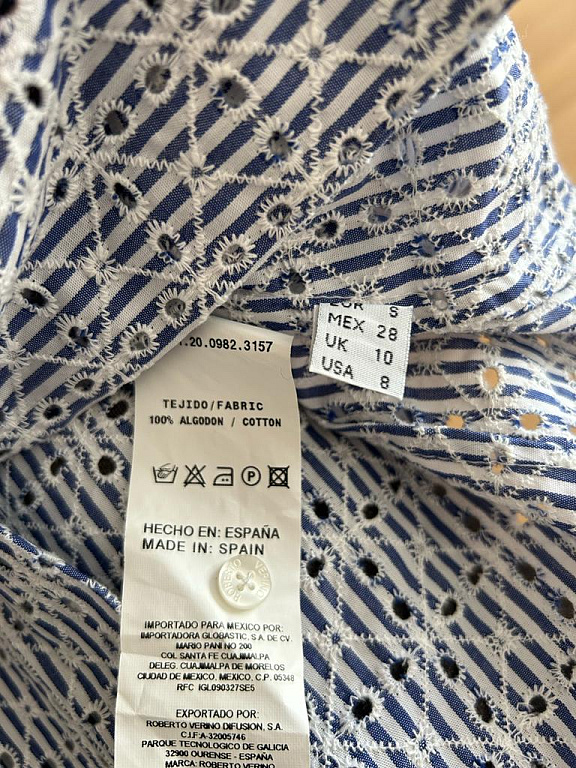 .20.0982.3157
S
MEX 28
UK 10
USA 8
TEJIDO/FABRIC
100% ALGODON / COTTON
P
HECHO EN: ESPAÑA
MADE IN: SPAIN
ROBERTO VERINO
IMPORTADO PARA MEXICO POR:
IMPORTADORA GLOBASTIC, S.A. DE CV.
MARIO PANI NO 200
COL SANTA FE CUAJIMALPA
DELEG. CUAJIMALPA DE MORELOS
CIUDAD DE MEXICO, MEXICO, C.P. 05348
RFC IGL090327SE5
EXPORTADO POR:
ROBERTO VERINO DIFUSION, S.A.
C.I.F:A-32005746
PARQUE TECNOLOGICO DE GALICIA
32900 OURENSE - ESPAÑA
MARCA: ROBERTO VERINO